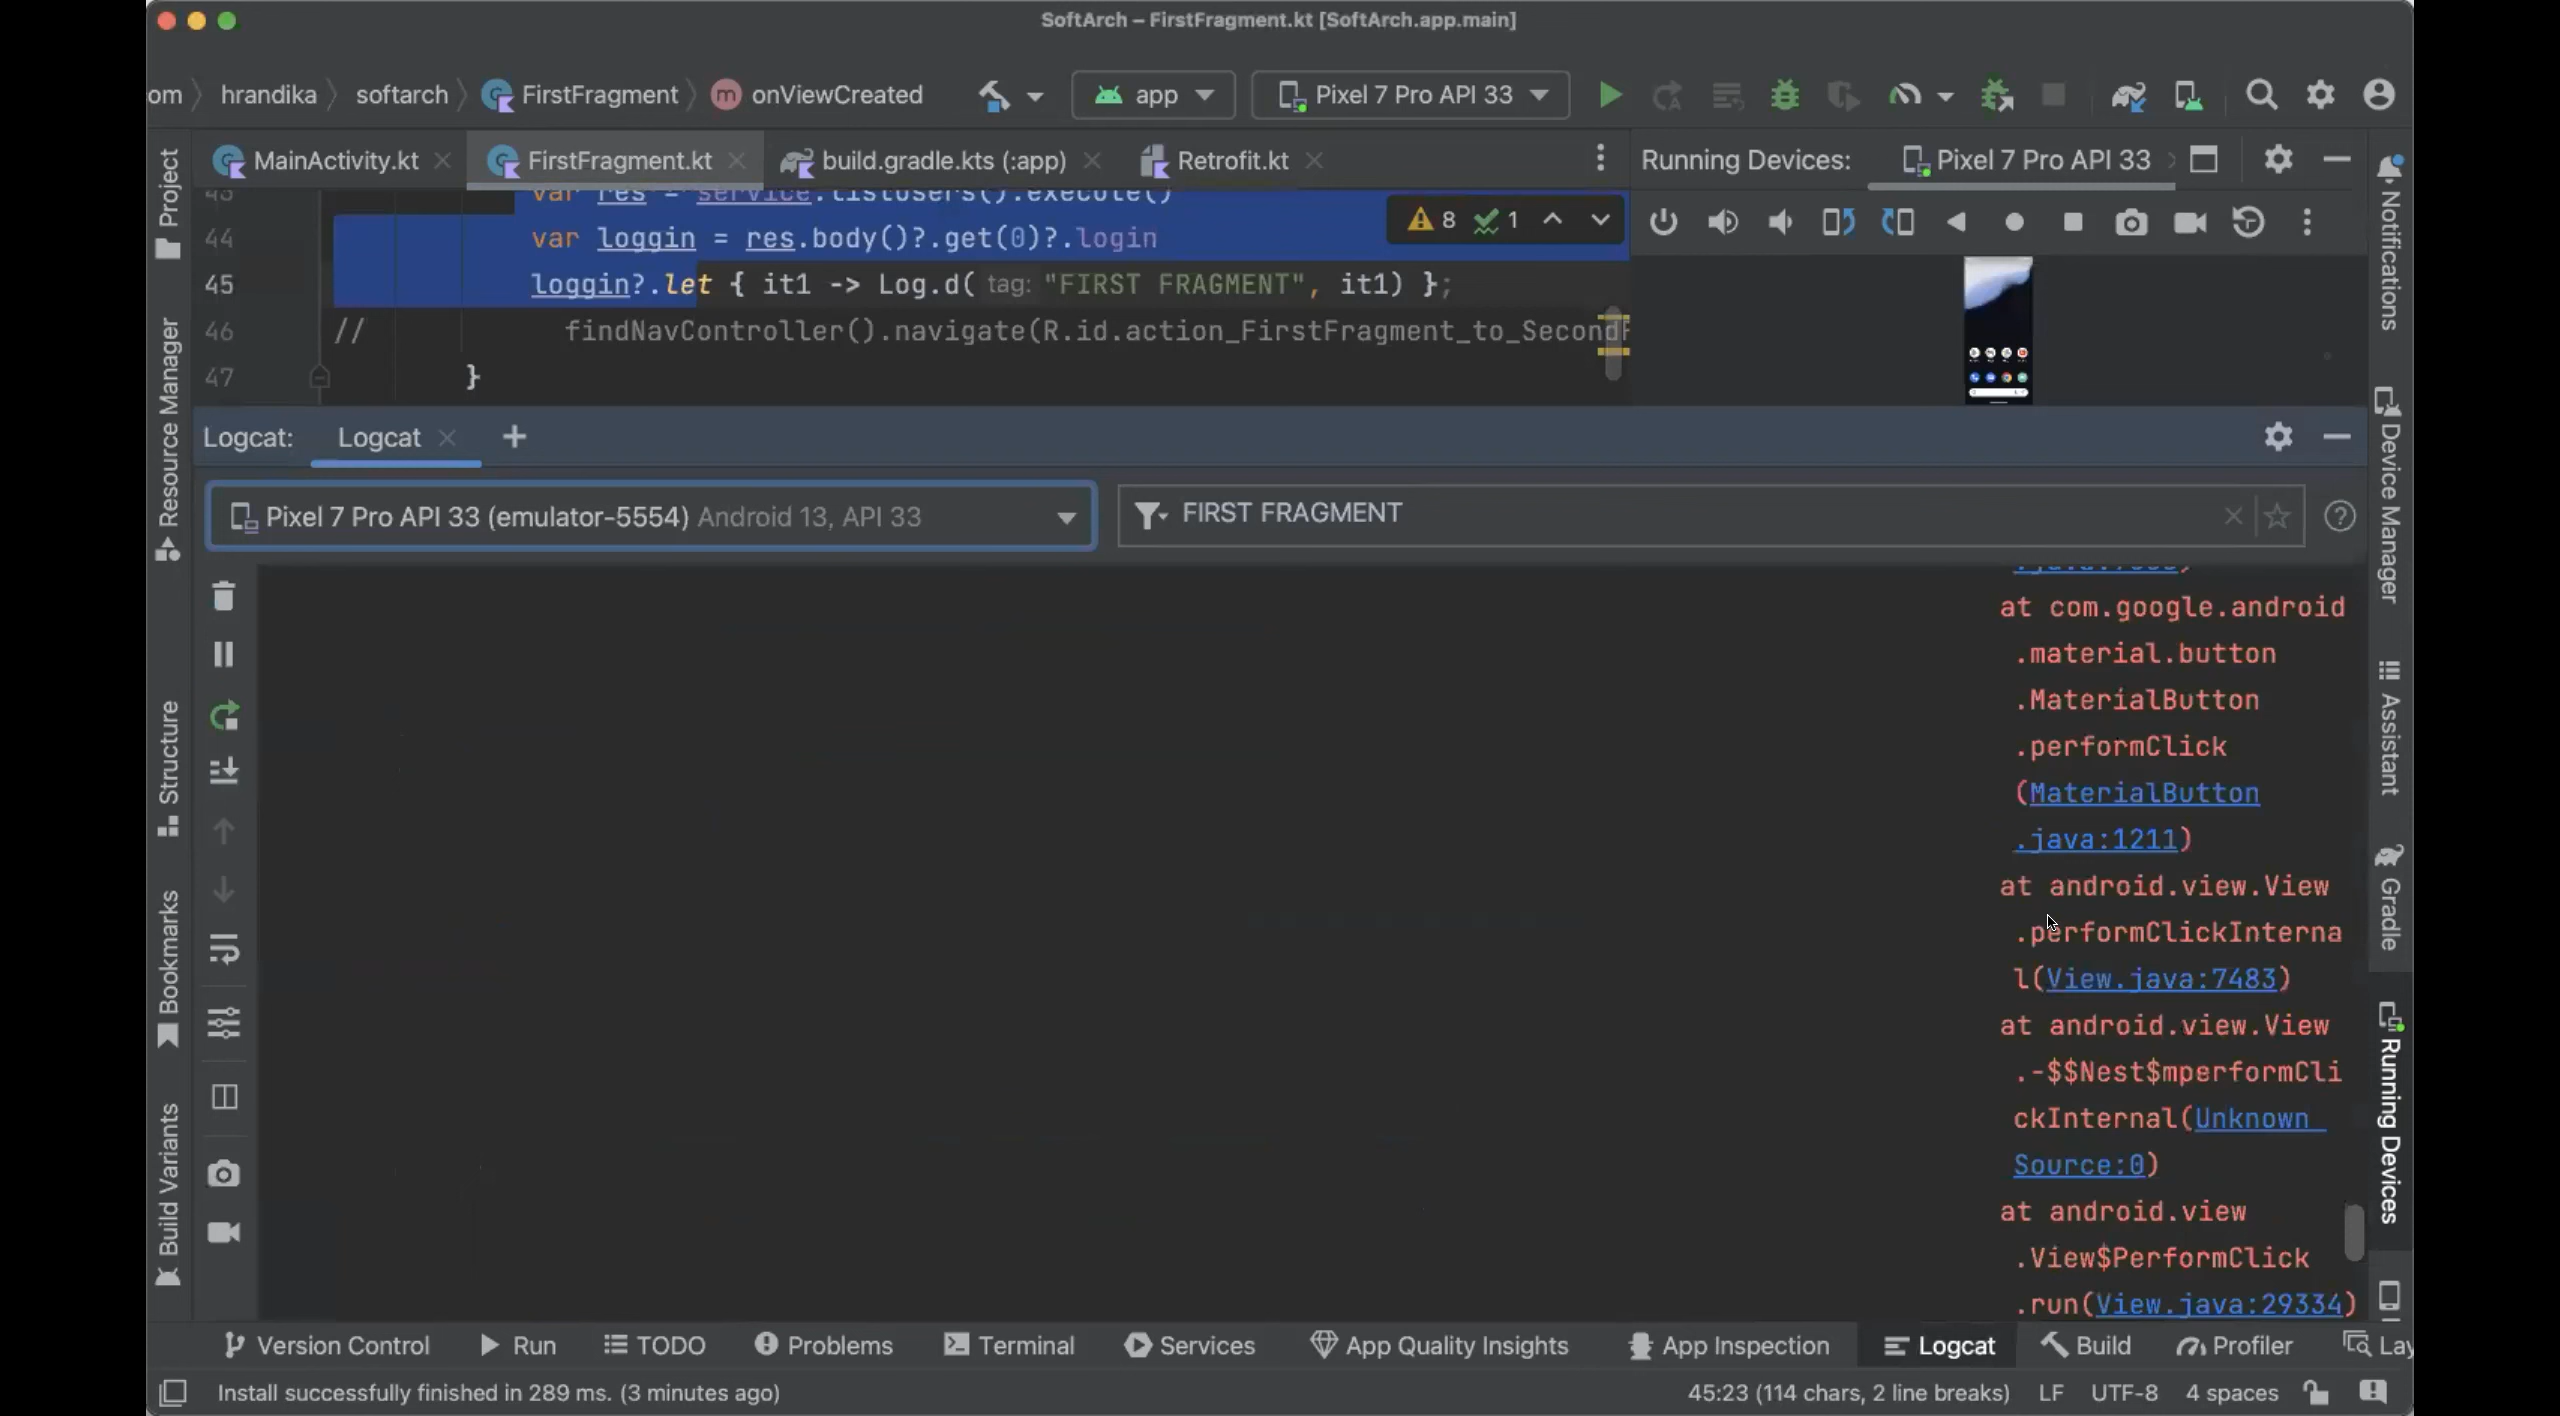 SoftArch – FirstFragment.kt [SoftArch.app.main]
om
hrandika
softarch
FirstFragment
m onViewCreated
app
Pixel 7 Pro API 33
MainActivity.kt
FirstFragment.kt
build.gradle.kts (:app)
Retrofit.kt
Running Devices:
Pixel 7 Pro API 33
43 var res = service.listUsers().execute()
44 var loggin = res.body()?.get(0)?.login
8 1
45 loggin?.let { it1 -> Log.d( tag: "FIRST FRAGMENT", it1) };
46 // findNavController().navigate(R.id.action_FirstFragment_to_SecondF
47 }
Logcat:
Logcat
Pixel 7 Pro API 33 (emulator-5554) Android 13, API 33
FIRST FRAGMENT
at com.google.android
.material.button
.MaterialButton
.performClick
(MaterialButton
.java:1211)
at android.view.View
.performClickInterna
l(View.java:7483)
at android.view.View
.-$$Nest$mperformCli
ckInternal(Unknown
Source:0)
at android.view
.View$PerformClick
.run(View.java:29334)
Project
Resource Manager
Structure
Bookmarks
Build Variants
Notifications
Device Manager
Assistant
Gradle
Running Devices
Version Control
Run
TODO
Problems
Terminal
Services
App Quality Insights
App Inspection
Logcat
Build
Profiler
Lay
Install successfully finished in 289 ms. (3 minutes ago)
45:23 (114 chars, 2 line breaks)
LF
UTF-8
4 spaces